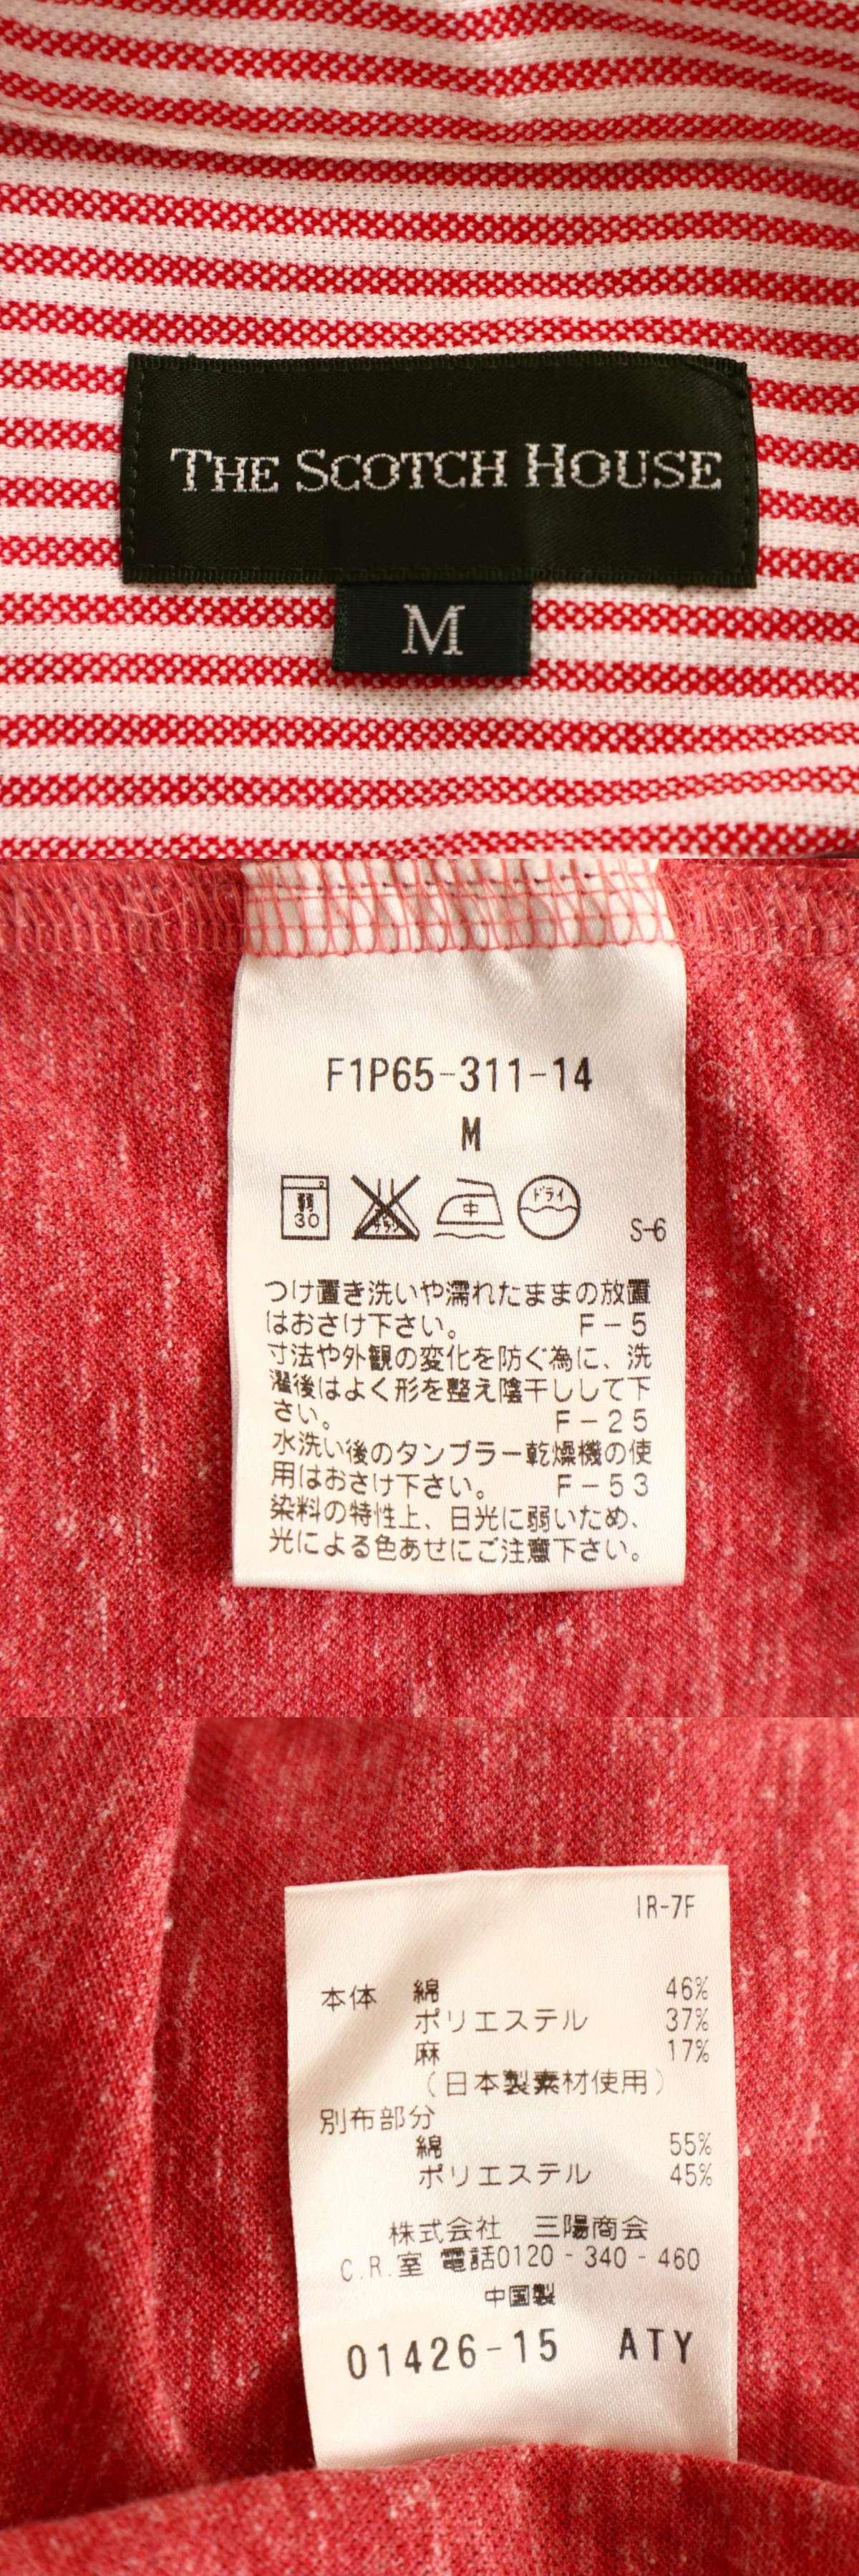 THE SCOTCH HOUSE
M
F1P65-311-14
M
弱
30
中
ドライ
S-6
つけ置き洗いや濡れたままの放置
はおさけ下さい。 F-5
寸法や外観の変化を防ぐ為に、洗
濯後はよく形を整え陰干しして下
さい。 F-25
水洗い後のタンブラー乾燥機の使
用はおさけ下さい。 F-53
染料の特性上、日光に弱いため、
光による色あせにご注意下さい。
IR-7F
本体 綿 46%
ポリエステル 37%
麻 17%
(日本製素材使用)
別布部分
綿 55%
ポリエステル 45%
株式会社 三陽商会
C.R.室 電話0120-340-460
中国製
01426-15 ATY